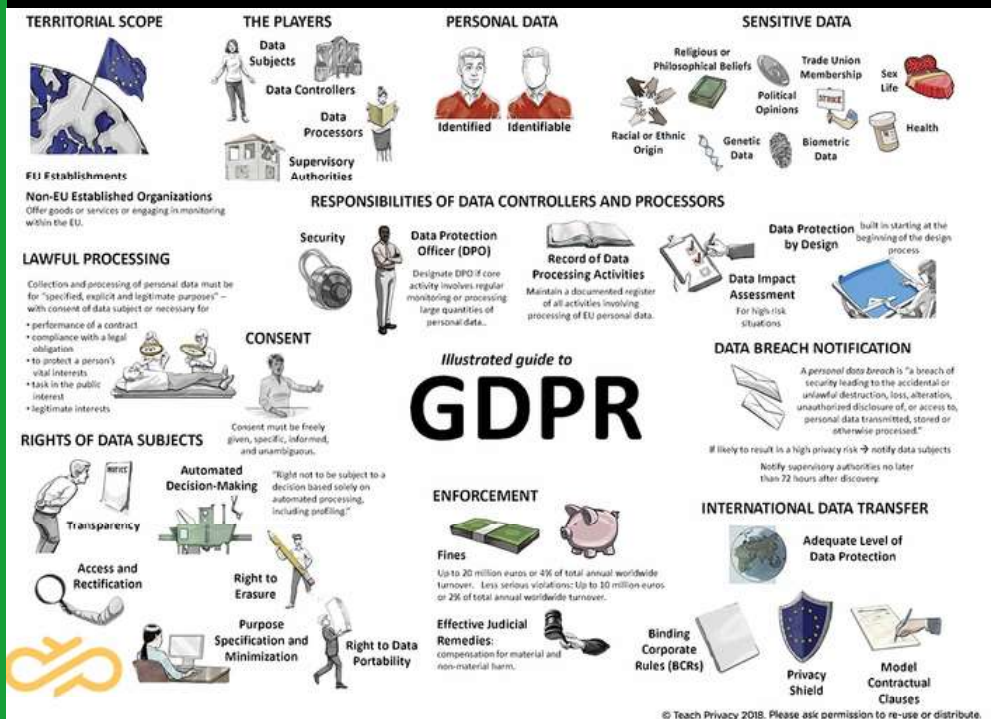 TERRITORIAL SCOPE
EU Establishments
Non-EU Established Organizations
Offer goods or services or engaging in monitoring
within the EU.
THE PLAYERS
Data
Subjects
Data Controllers
Data
Processors
Supervisory
Authorities
PERSONAL DATA
Identified
Identifiable
SENSITIVE DATA
Religious or
Philosophical Beliefs
Trade Union
Membership
Sex
Life
Political
Opinions
STRIKE
Racial or Ethnic
Origin
Genetic
Data
Biometric
Data
Health
RESPONSIBILITIES OF DATA CONTROLLERS AND PROCESSORS
Security
Data Protection
Officer (DPO)
Designate DPO if core
activity involves regular
monitoring or processing
large quantities of
personal data..
Record of Data
Processing Activities
Maintain a documented register
of all activities involving
processing of EU personal data.
Data Impact
Assessment
For high risk
situations
Data Protection
by Design
built in starting at the
beginning of the design
process
LAWFUL PROCESSING
Collection and processing of personal data must be
for "specified, explicit and legitimate purposes" –
with consent of data subject or necessary for
• performance of a contract
• compliance with a legal
obligation
• to protect a person's
vital interests
• task in the public
interest
• legitimate interests
CONSENT
Consent must be freely
given, specific, informed,
and unambiguous.
Illustrated guide to
GDPR
DATA BREACH NOTIFICATION
A personal data breach is "a breach of
security leading to the accidental or
unlawful destruction, loss, alteration,
unauthorized disclosure of, or access to,
personal data transmitted, stored or
otherwise processed."
If likely to result in a high privacy risk → notify data subjects
Notify supervisory authorities no later
than 72 hours after discovery.
RIGHTS OF DATA SUBJECTS
NOTICE
Transparency
Automated
Decision-Making
"Right not to be subject to a
decision based solely on
automated processing,
including profiling."
Access and
Rectification
Right to
Erasure
Purpose
Specification and
Minimization
Right to Data
Portability
ENFORCEMENT
Fines
Up to 20 million euros or 4% of total annual worldwide
turnover. Less serious violations: Up to 10 million euros
or 2% of total annual worldwide turnover.
Effective Judicial
Remedies:
compensation for material and
non-material harm.
INTERNATIONAL DATA TRANSFER
Adequate Level of
Data Protection
Binding
Corporate
Rules (BCRs)
Privacy
Shield
Model
Contractual
Clauses
© Teach Privacy 2018. Please ask permission to re-use or distribute.